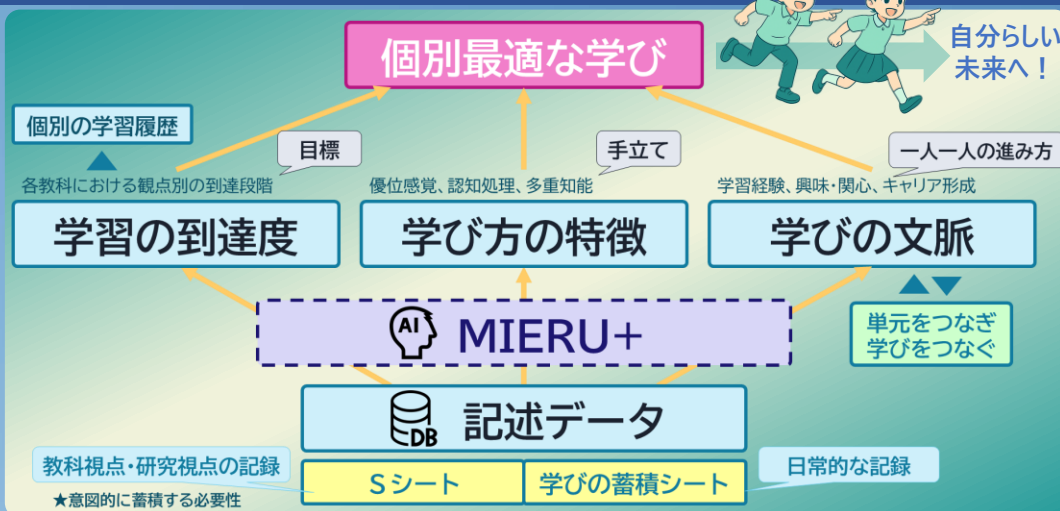 個別最適な学び
自分らしい
未来へ！
個別の学習履歴
目標
手立て
一人一人の進み方
各教科における観点別の到達段階
優位感覚、認知処理、多重知能
学習経験、興味・関心、キャリア形成
学習の到達度
学び方の特徴
学びの文脈
AI MIERU+
単元をつなぎ
学びをつなぐ
DB 記述データ
教科視点・研究視点の記録
日常的な記録
Sシート
学びの蓄積シート
★意図的に蓄積する必要性